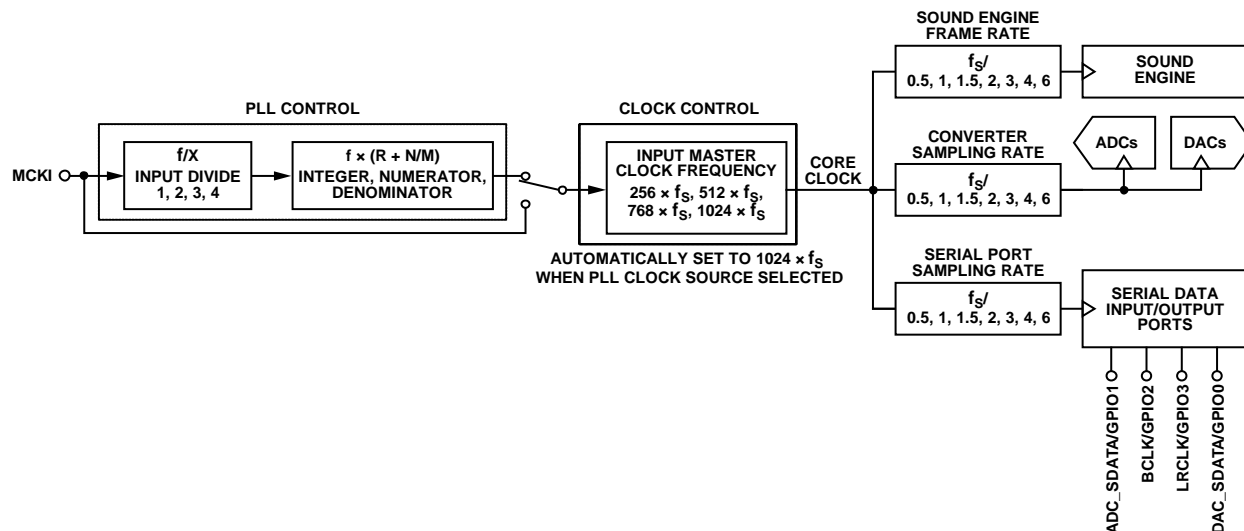 PLL CONTROL
MCKI
f/X
INPUT DIVIDE
1, 2, 3, 4
f × (R + N/M)
INTEGER, NUMERATOR,
DENOMINATOR
CLOCK CONTROL
INPUT MASTER
CLOCK FREQUENCY
256 × fS, 512 × fS,
768 × fS, 1024 × fS
AUTOMATICALLY SET TO 1024 × fS
WHEN PLL CLOCK SOURCE SELECTED
CORE
CLOCK
SOUND ENGINE
FRAME RATE
fS/
0.5, 1, 1.5, 2, 3, 4, 6
SOUND
ENGINE
CONVERTER
SAMPLING RATE
fS/
0.5, 1, 1.5, 2, 3, 4, 6
ADCs
DACs
SERIAL PORT
SAMPLING RATE
fS/
0.5, 1, 1.5, 2, 3, 4, 6
SERIAL DATA
INPUT/OUTPUT
PORTS
ADC_SDATA/GPIO1
BCLK/GPIO2
LRCLK/GPIO3
DAC_SDATA/GPIO0